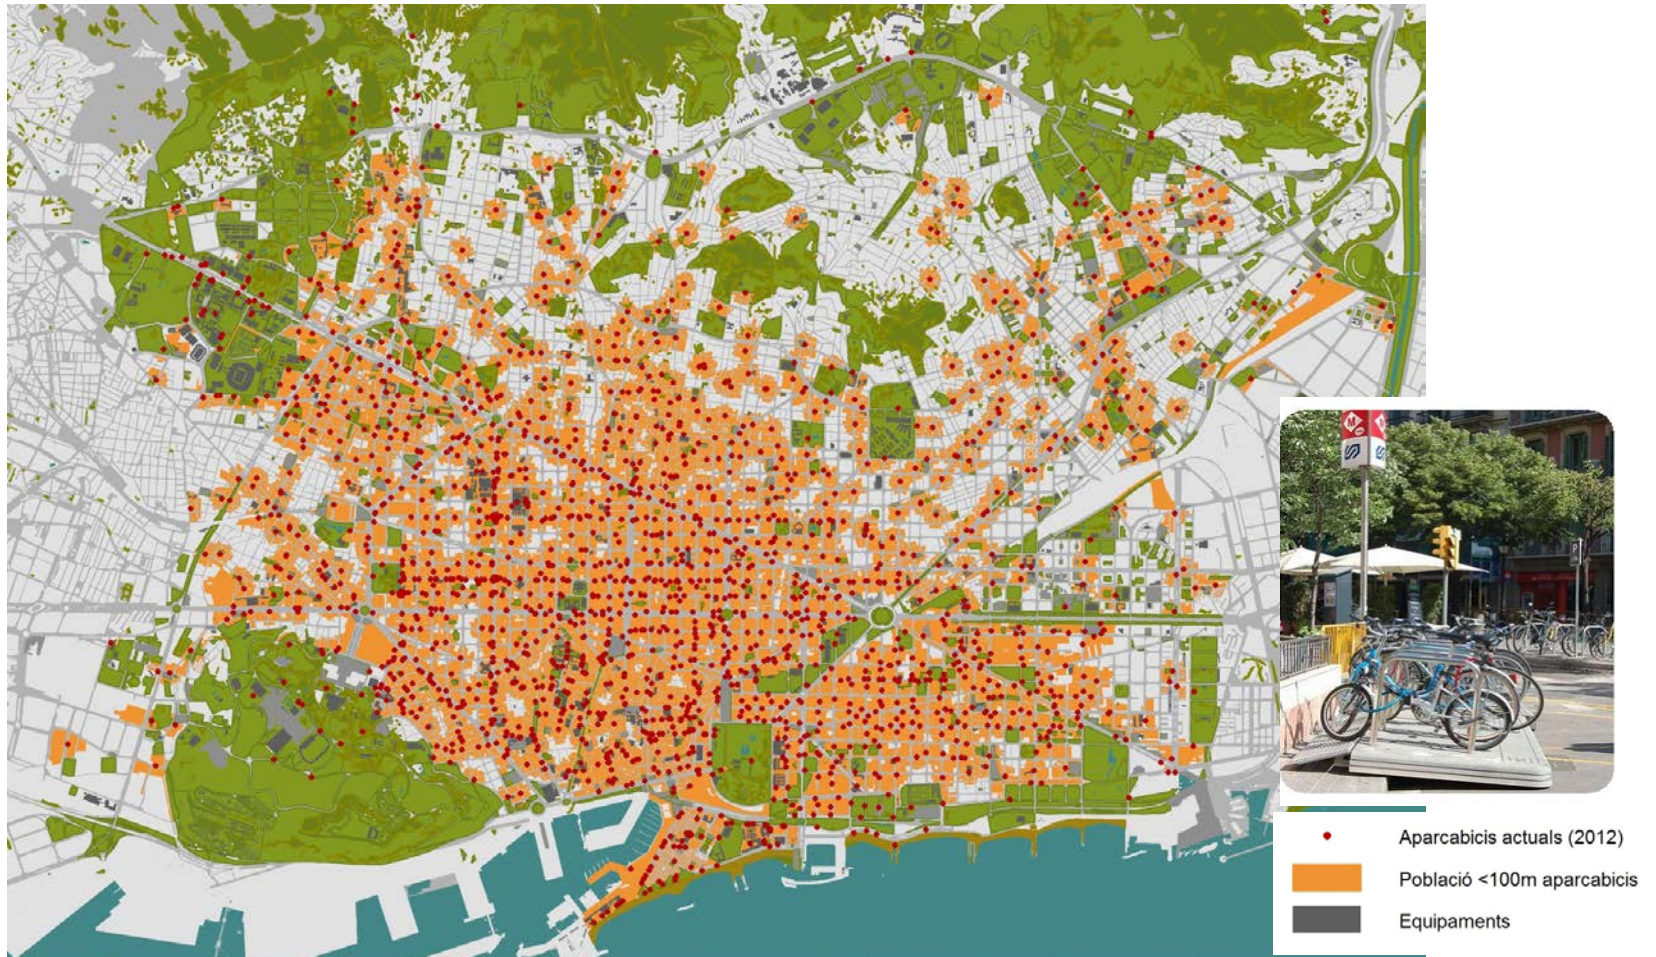 M
Aparcabicis actuals (2012)
Població <100m aparcabicis
Equipaments